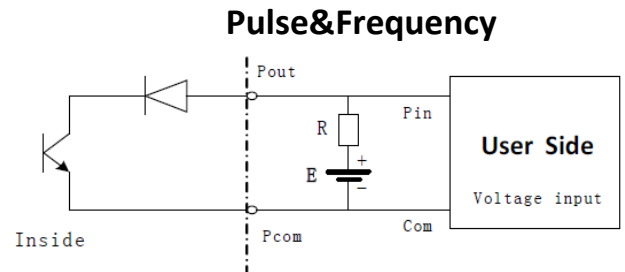 Pulse&Frequency
Pout
Pin
R
User Side
E
+
−
Voltage input
Com
Pcom
Inside